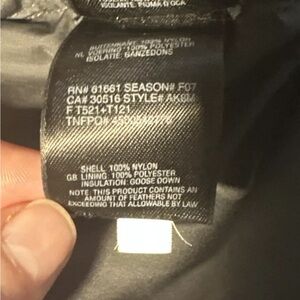 ISOLANTE: PIUMA D'OCA
BUITENKANT: 100% NYLON
NL VOERING: 100% POLYESTER
ISOLATIE: GANZEDONS
RN# 61661 SEASON# F07
CA# 30516 STYLE# AK8M
F T521+T121
TNFPO#
SHELL: 100% NYLON
GB LINING: 100% POLYESTER
INSULATION: GOOSE DOWN
NOTE: THIS PRODUCT CONTAINS AN
AMOUNT OF FEATHERS NOT
EXCEEDING THAT ALLOWABLE BY LAW